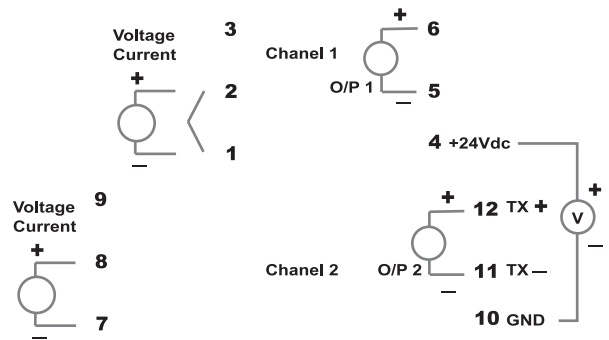 Voltage
Current
+
−
3
2
1
Chanel 1
+
O/P 1
−
6
5
4 +24Vdc
+
V
−
Voltage
Current
+
−
9
8
7
Chanel 2
+
O/P 2
−
12 TX +
11 TX −
10 GND